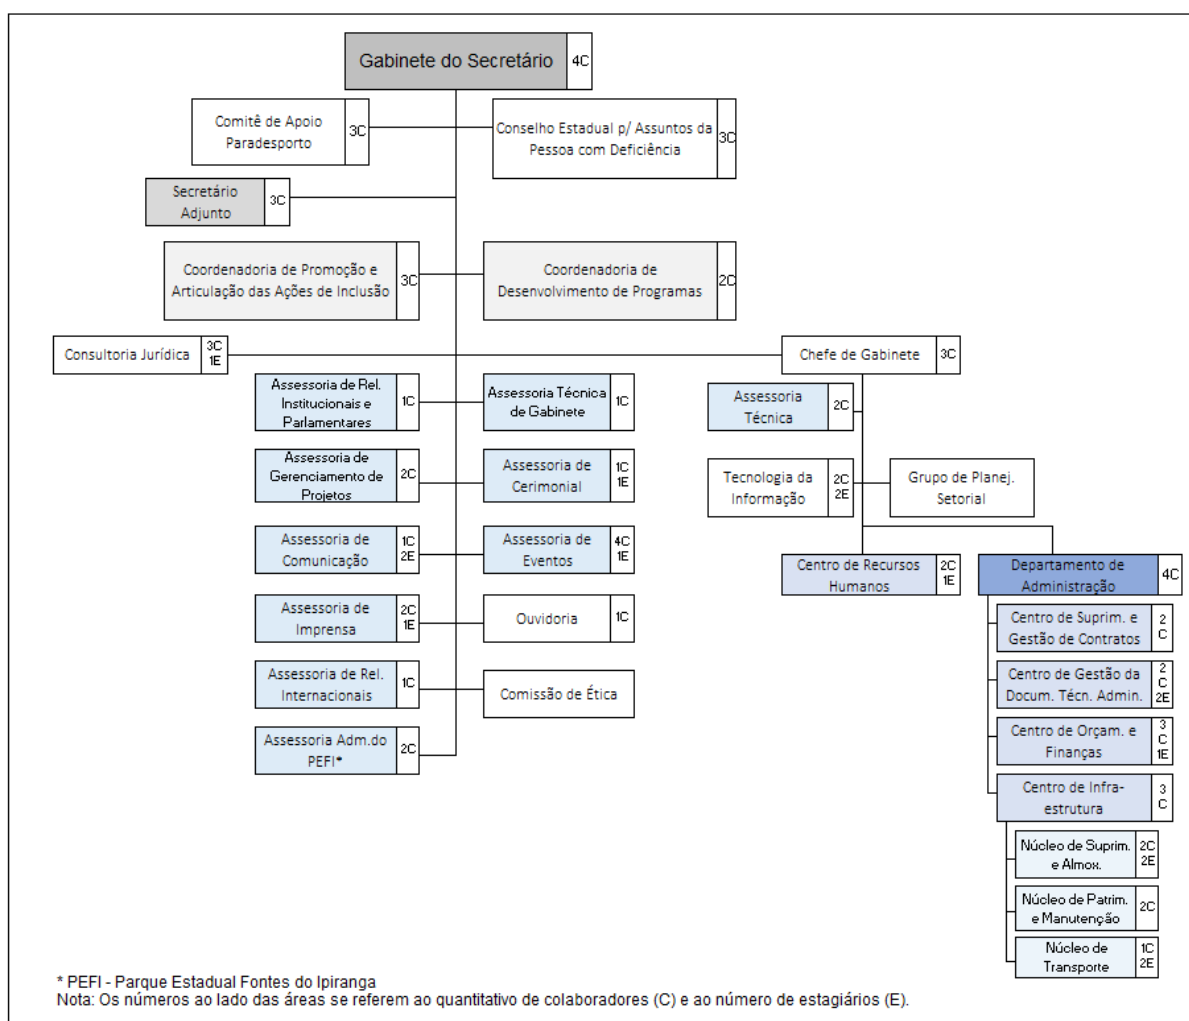 Gabinete do Secretário
4C
Comitê de Apoio
Paradesporto
3C
Conselho Estadual p/ Assuntos da
Pessoa com Deficiência
3C
Secretário
Adjunto
3C
Coordenadoria de Promoção e
Articulação das Ações de Inclusão
3C
Coordenadoria de
Desenvolvimento de Programas
2C
Consultoria Jurídica
3C
1E
Chefe de Gabinete
3C
Assessoria de Rel.
Institucionais e
Parlamentares
1C
Assessoria Técnica
de Gabinete
1C
Assessoria
Técnica
2C
Assessoria de
Gerenciamento de
Projetos
2C
Assessoria de
Cerimonial
1C
1E
Tecnologia da
Informação
2C
2E
Grupo de Planej.
Setorial
Assessoria de
Comunicação
1C
2E
Assessoria de
Eventos
4C
1E
Centro de Recursos
Humanos
2C
1E
Departamento de
Administração
4C
Assessoria de
Imprensa
2C
1E
Ouvidoria
1C
Centro de Suprim. e
Gestão de Contratos
2
C
Assessoria de Rel.
Internacionais
1C
Comissão de Ética
Centro de Gestão da
Docum. Técn. Admin.
2
C
2E
Assessoria Adm.do
PEFI*
2C
Centro de Orçam. e
Finanças
3
C
1E
Centro de Infra-
estrutura
3
C
Núcleo de Suprim.
e Almox.
2C
2E
Núcleo de Patrim.
e Manutenção
2C
Núcleo de
Transporte
1C
2E
* PEFI - Parque Estadual Fontes do Ipiranga
Nota: Os números ao lado das áreas se referem ao quantitativo de colaboradores (C) e ao número de estagiários (E).